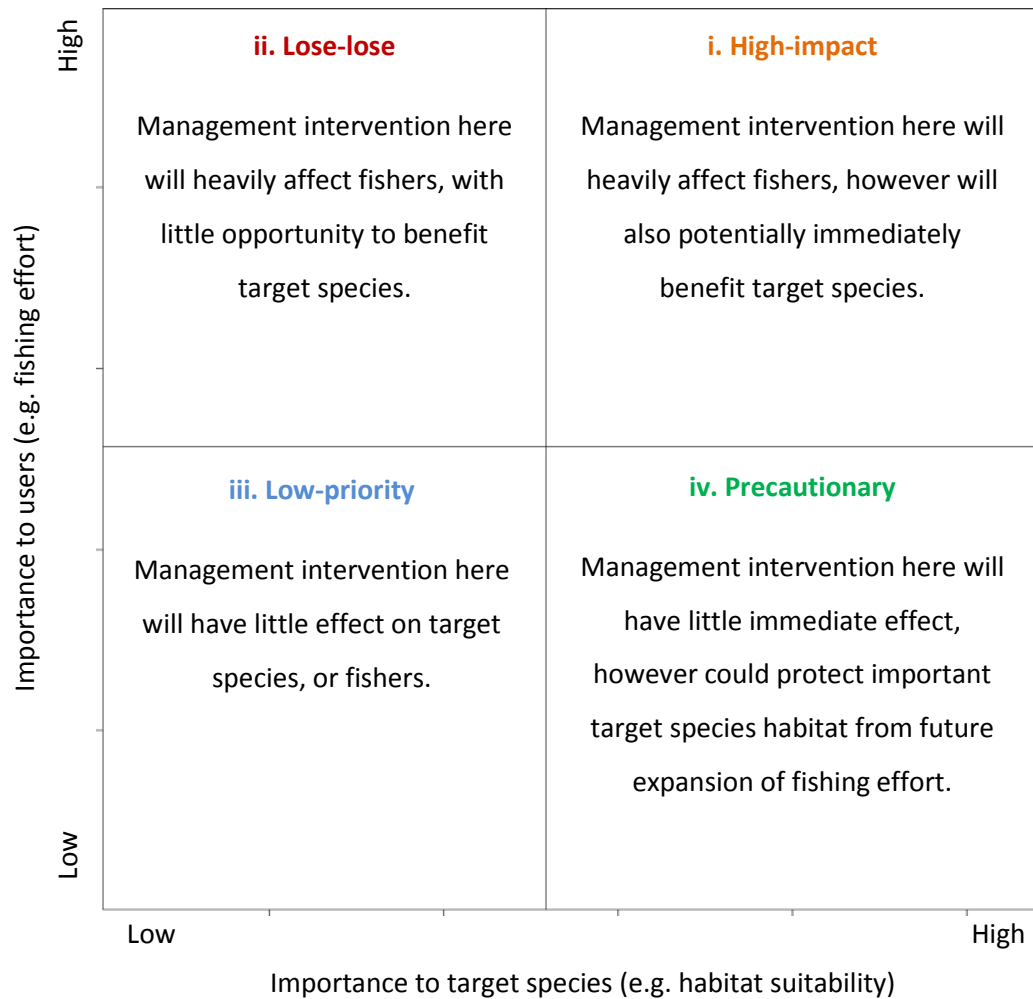 High
Low
Importance to users (e.g. fishing effort)
ii. Lose-lose
Management intervention here
will heavily affect fishers, with
little opportunity to benefit
target species.
i. High-impact
Management intervention here will
heavily affect fishers, however will
also potentially immediately
benefit target species.
iii. Low-priority
Management intervention here
will have little effect on target
species, or fishers.
iv. Precautionary
Management intervention here will
have little immediate effect,
however could protect important
target species habitat from future
expansion of fishing effort.
Low
High
Importance to target species (e.g. habitat suitability)